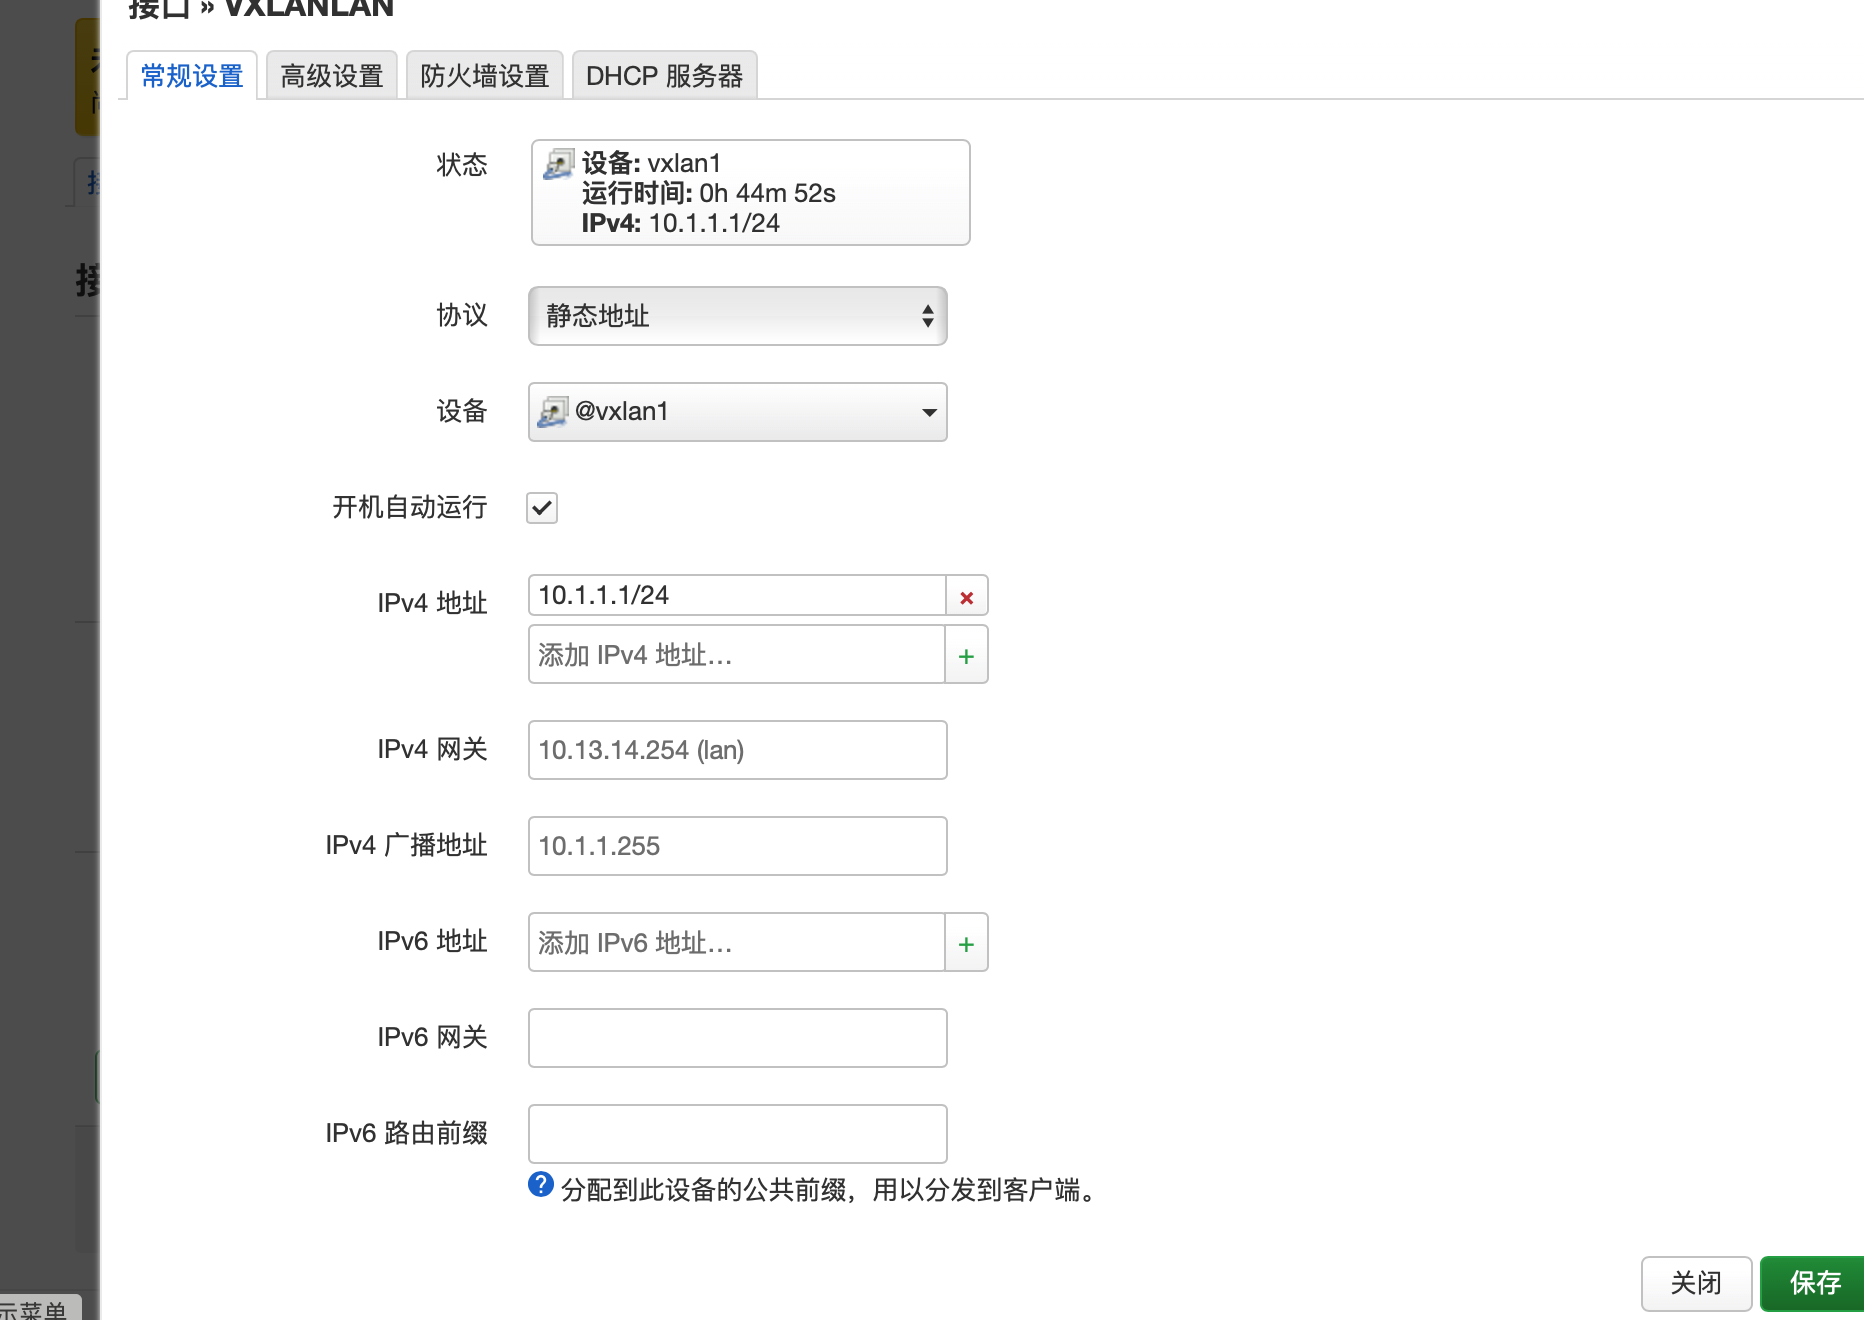 接口 » VXLANLAN
常规设置
高级设置
防火墙设置
DHCP 服务器
状态
设备: vxlan1
运行时间: 0h 44m 52s
IPv4: 10.1.1.1/24
协议
静态地址
设备
@vxlan1
开机自动运行
IPv4 地址
10.1.1.1/24
添加 IPv4 地址…
IPv4 网关
10.13.14.254 (lan)
IPv4 广播地址
10.1.1.255
IPv6 地址
添加 IPv6 地址…
IPv6 网关
IPv6 路由前缀
分配到此设备的公共前缀，用以分发到客户端。
关闭
保存
示菜单